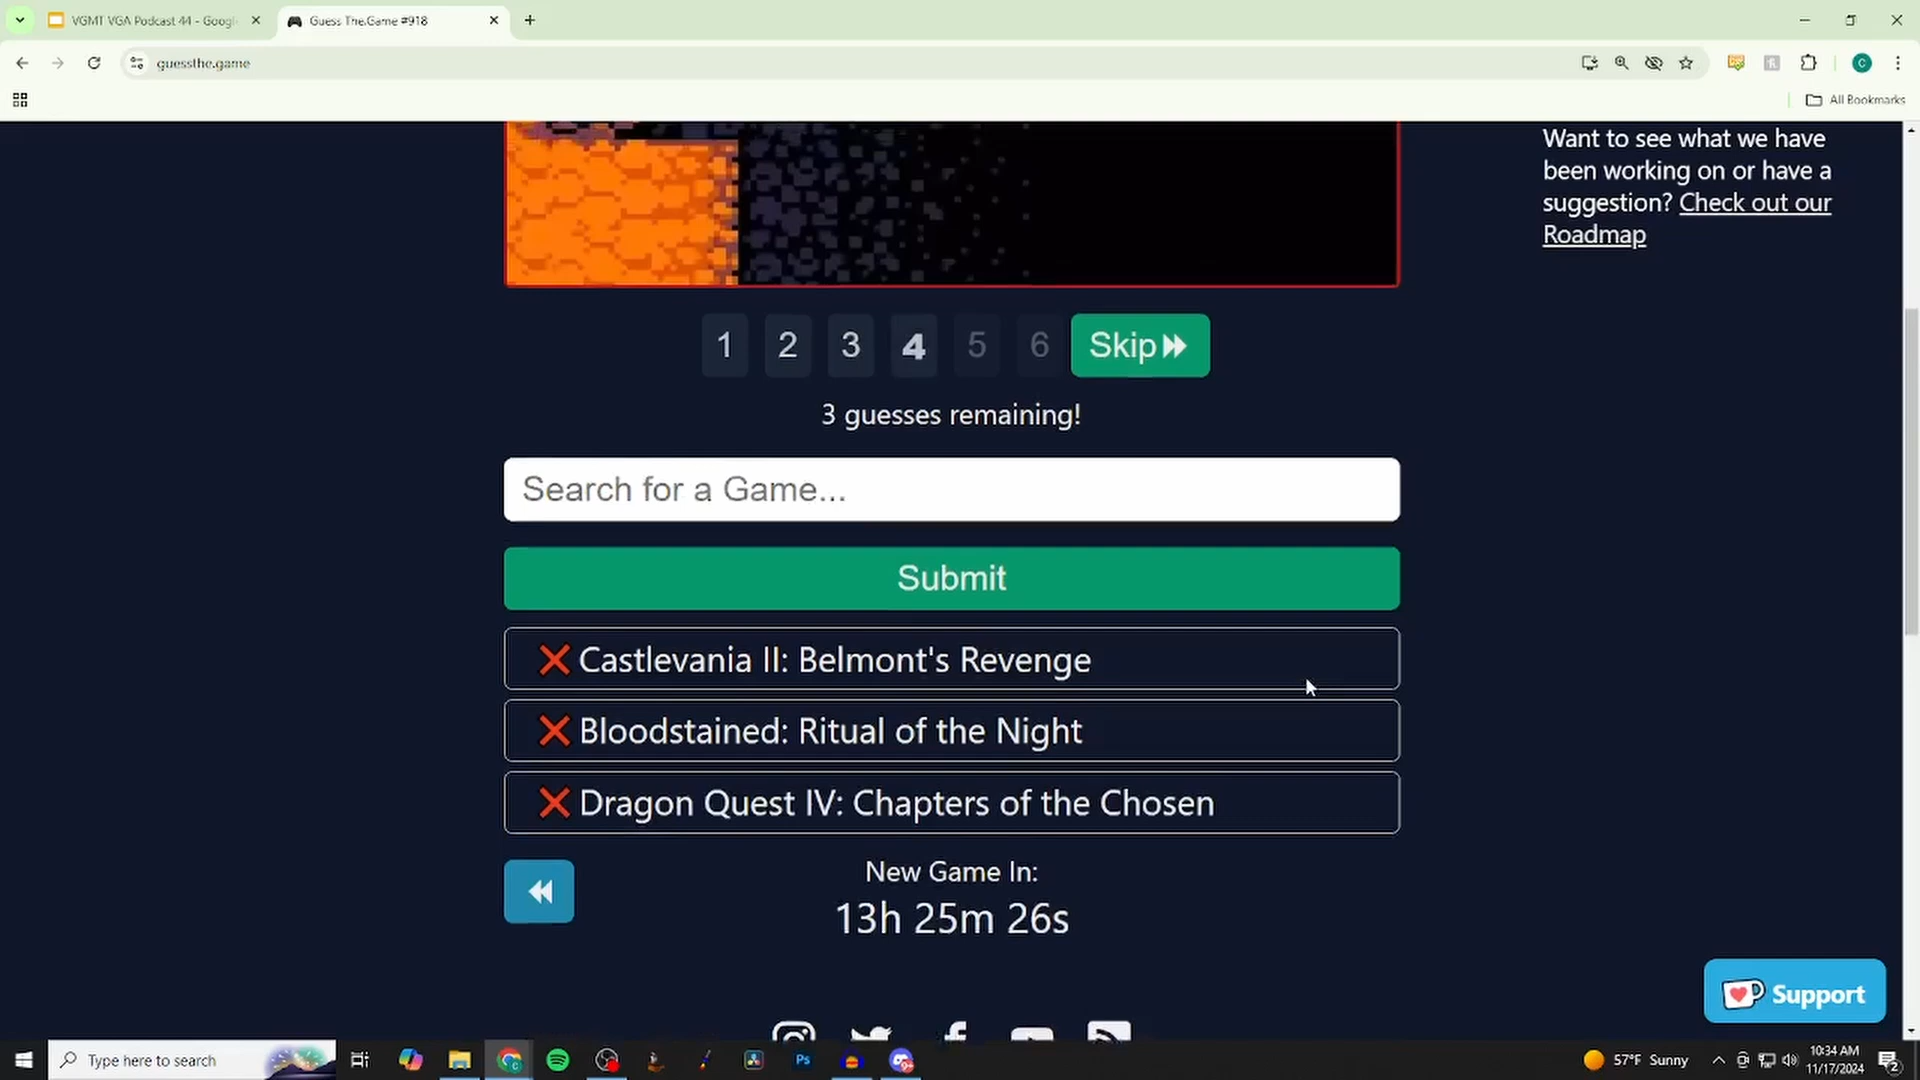 VGMT VGA Podcast 44 - Googl
Guess The.Game #918
guessthe.game
All Bookmarks
Want to see what we have
been working on or have a
suggestion? Check out our
Roadmap
1 2 3 4 5 6 Skip
3 guesses remaining!
Search for a Game...
Submit
❌ Castlevania II: Belmont's Revenge
❌ Bloodstained: Ritual of the Night
❌ Dragon Quest IV: Chapters of the Chosen
New Game In:
13h 25m 26s
Support
Type here to search
Ps
57°F Sunny
10:34 AM
11/17/2024
2